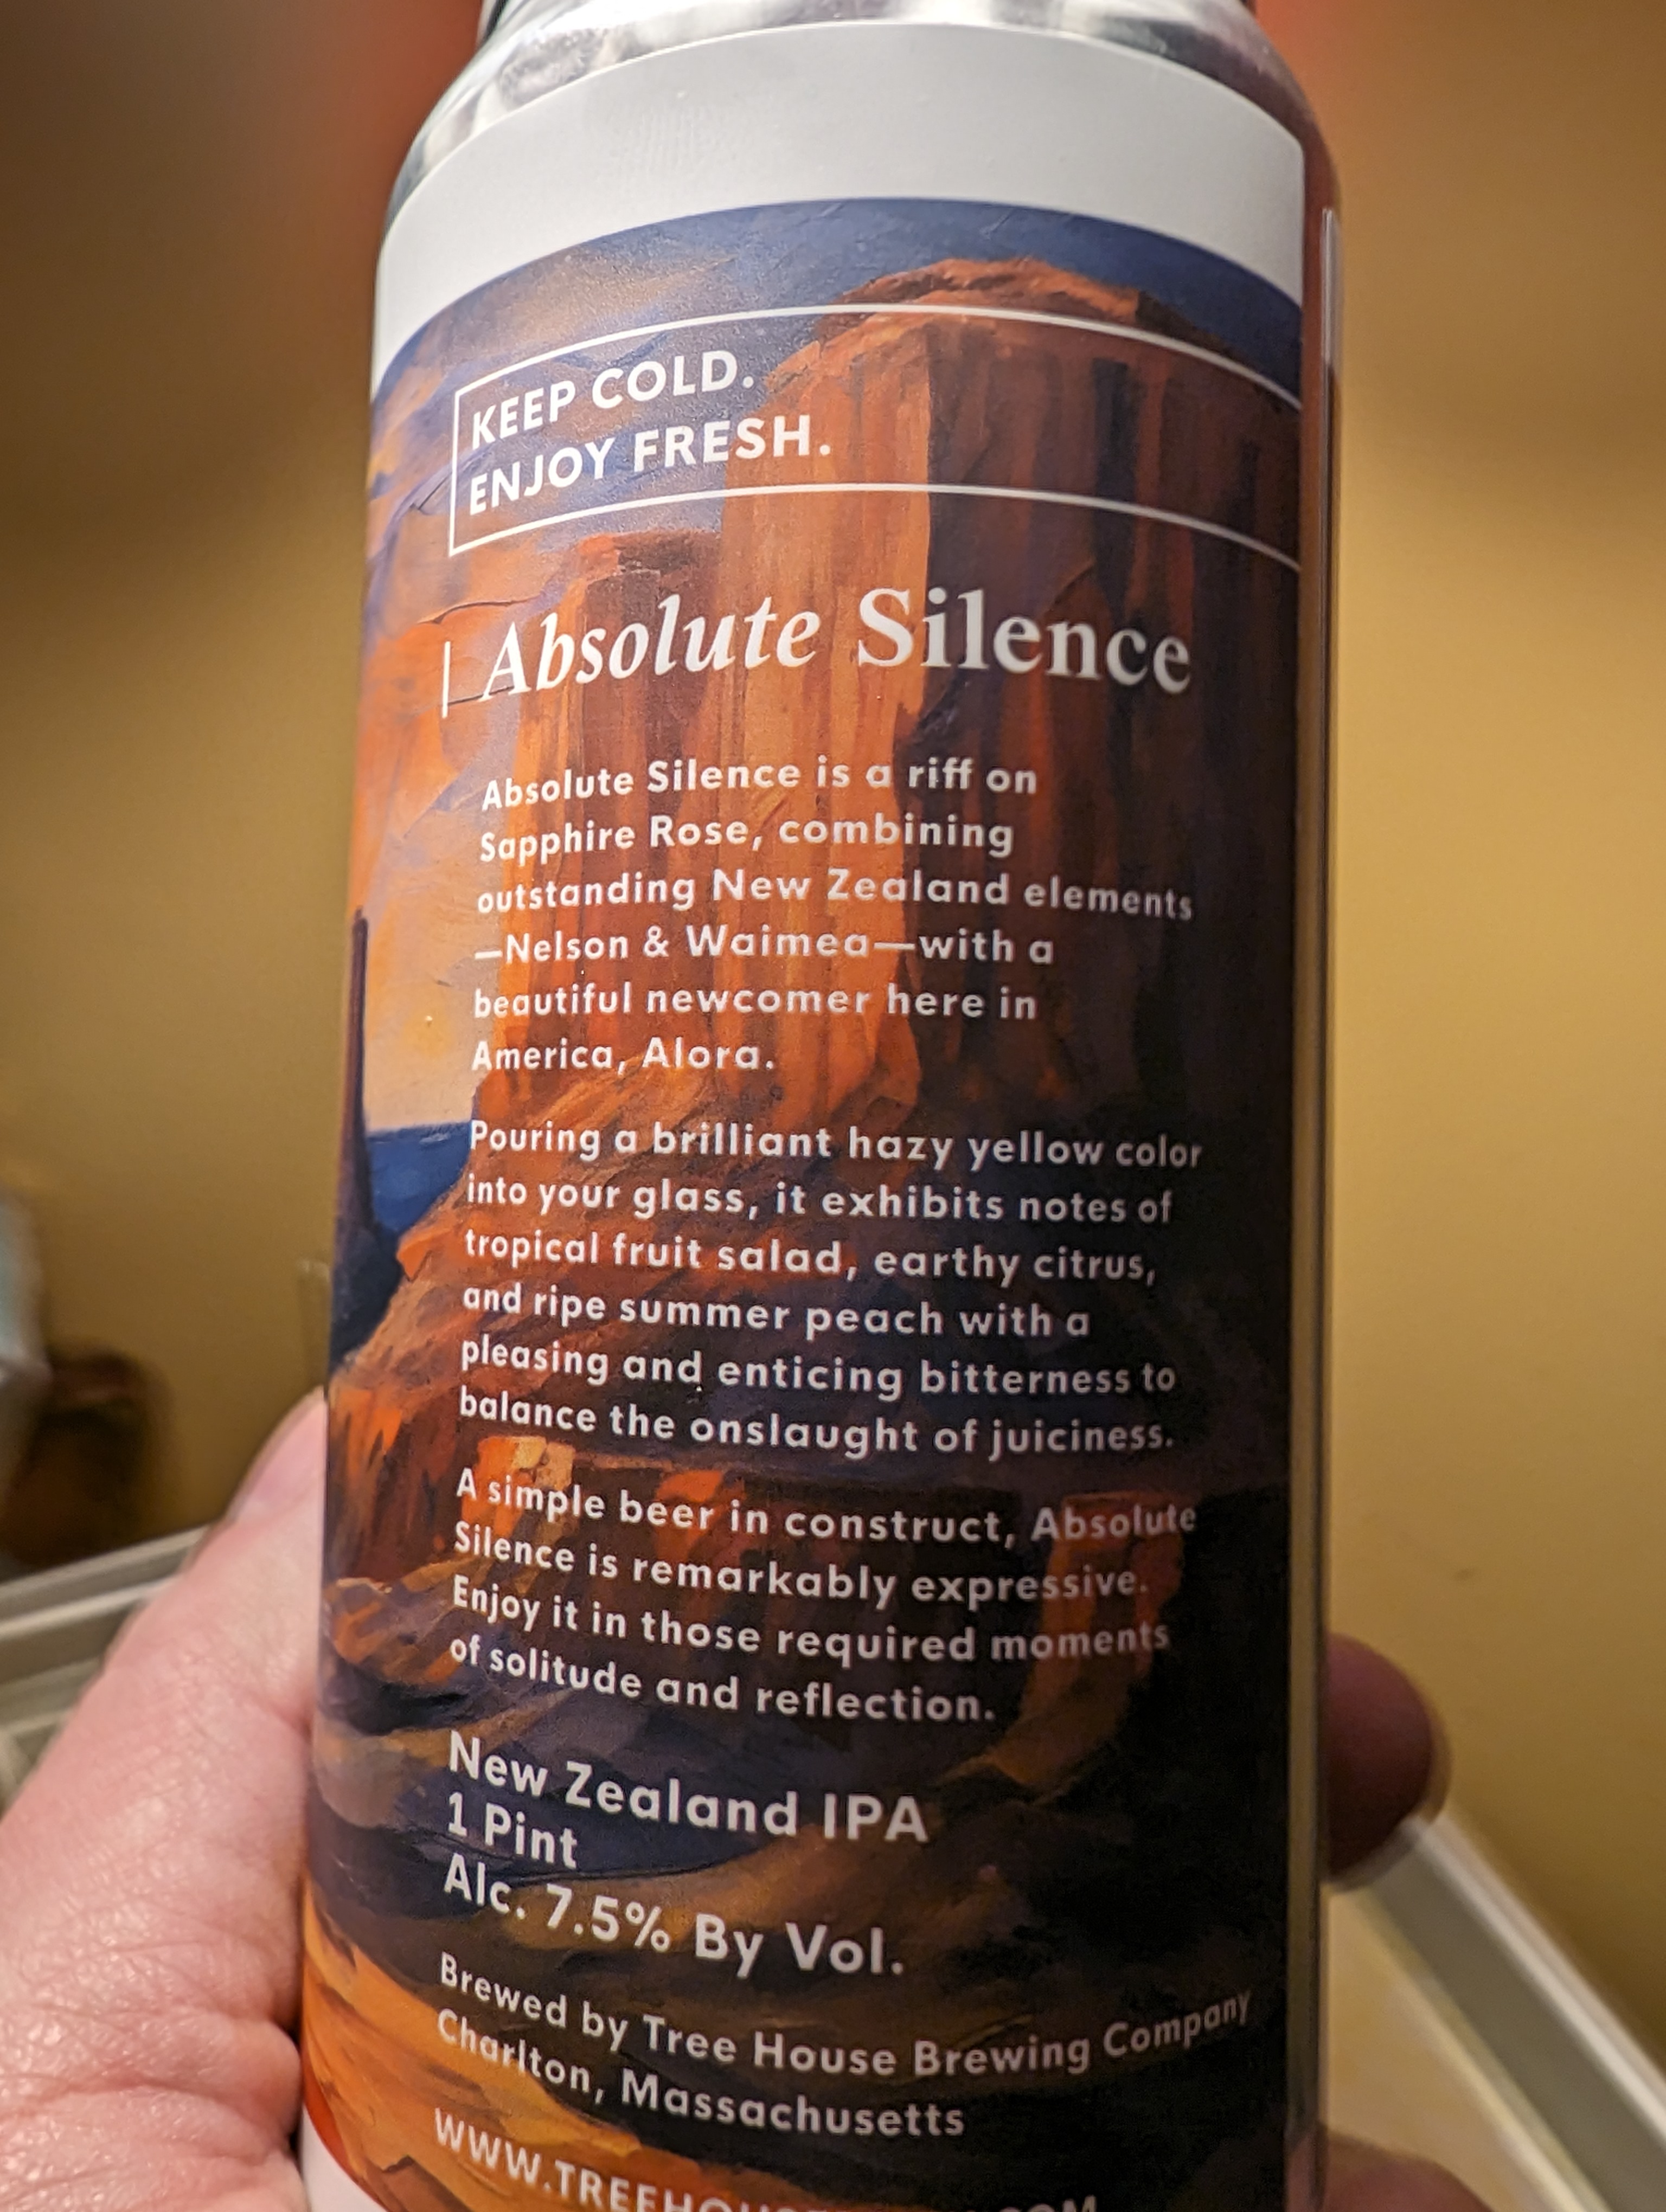 KEEP COLD.
ENJOY FRESH.
Absolute Silence
Absolute Silence is a riff on
Sapphire Rose, combining
outstanding New Zealand elements
—Nelson & Waimea—with a
beautiful newcomer here in
America, Alora.
Pouring a brilliant hazy yellow color
into your glass, it exhibits notes of
tropical fruit salad, earthy citrus,
and ripe summer peach with a
pleasing and enticing bitterness to
balance the onslaught of juiciness.
A simple beer in construct, Absolute
Silence is remarkably expressive.
Enjoy it in those required moments
of solitude and reflection.
New Zealand IPA
1 Pint
Alc. 7.5% By Vol.
Brewed by Tree House Brewing Company
Charlton, Massachusetts